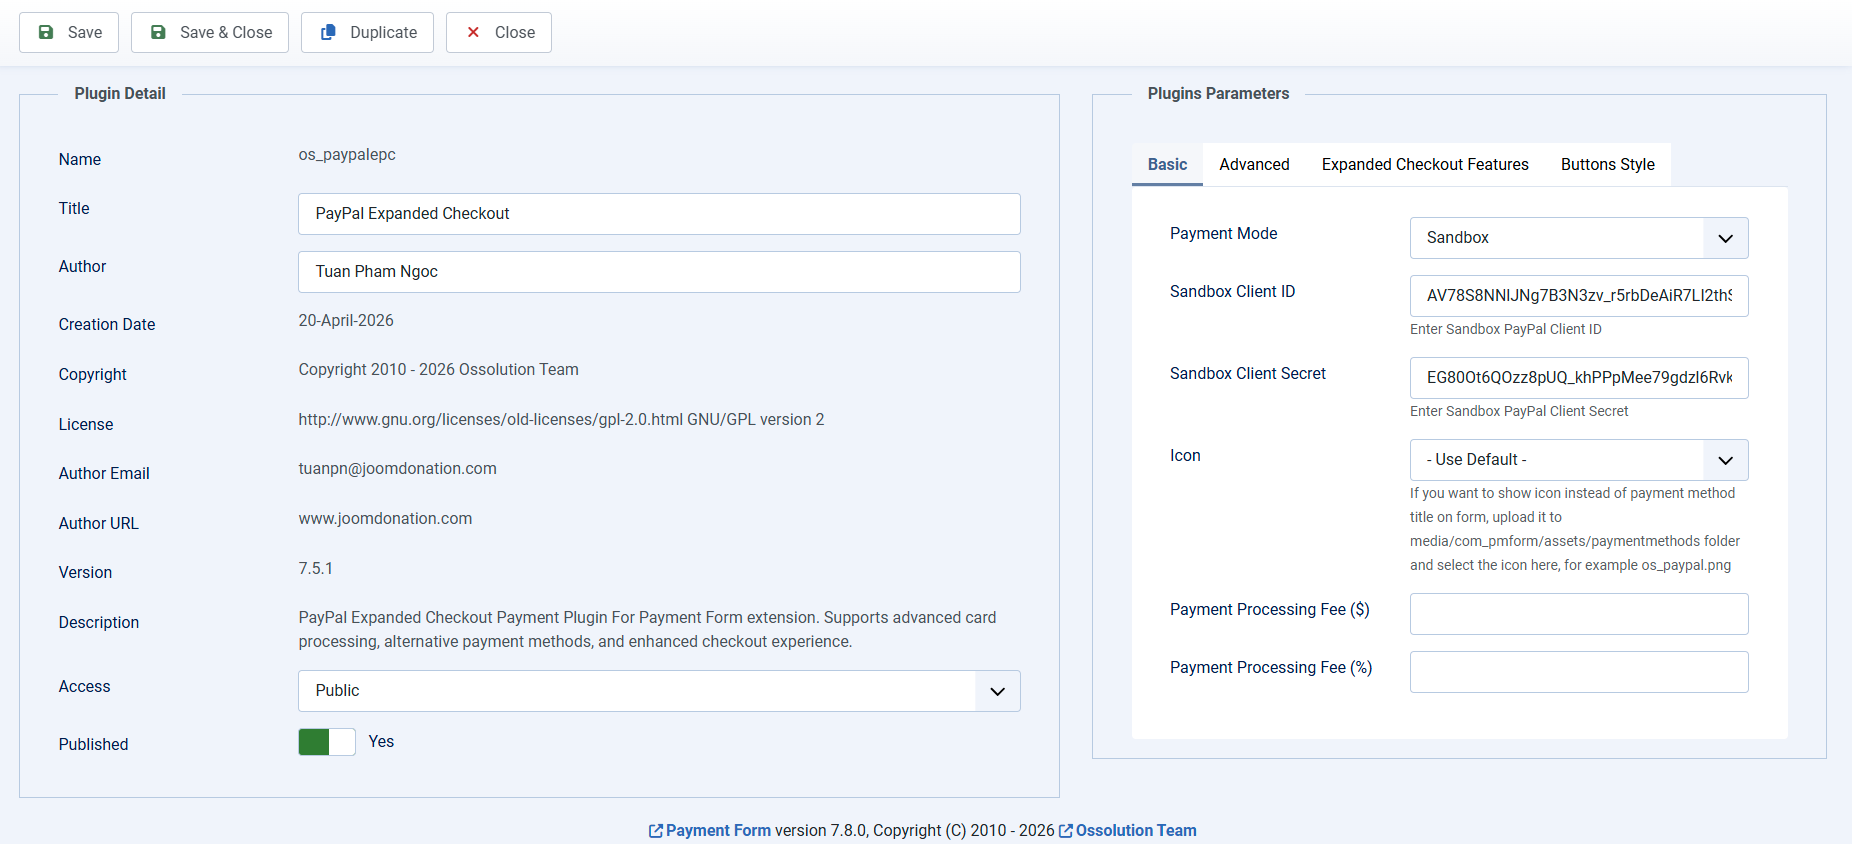 Save
Save & Close
Duplicate
Close
Plugin Detail
Name
os_paypalepc
Title
PayPal Expanded Checkout
Author
Tuan Pham Ngoc
Creation Date
20-April-2026
Copyright
Copyright 2010 - 2026 Ossolution Team
License
http://www.gnu.org/licenses/old-licenses/gpl-2.0.html GNU/GPL version 2
Author Email
tuanpn@joomdonation.com
Author URL
www.joomdonation.com
Version
7.5.1
Description
PayPal Expanded Checkout Payment Plugin For Payment Form extension. Supports advanced card
processing, alternative payment methods, and enhanced checkout experience.
Access
Public
Published
Yes
Plugins Parameters
Basic
Advanced
Expanded Checkout Features
Buttons Style
Payment Mode
Sandbox
Sandbox Client ID
Enter Sandbox PayPal Client ID
Sandbox Client Secret
Enter Sandbox PayPal Client Secret
Icon
- Use Default -
If you want to show icon instead of payment method
title on form, upload it to
media/com_pmform/assets/paymentmethods folder
and select the icon here, for example os_paypal.png
Payment Processing Fee ($)
Payment Processing Fee (%)
Payment Form version 7.8.0, Copyright (C) 2010 - 2026 Ossolution Team